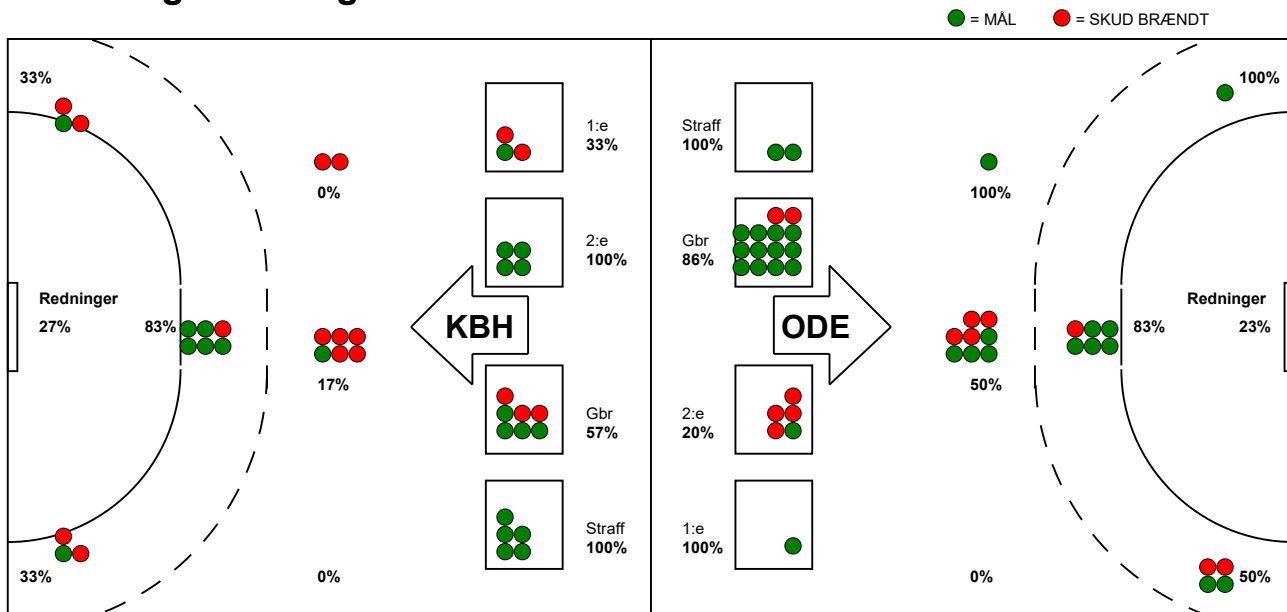 = MÅL
= SKUD BRÆNDT
33%
0%
Redninger
27%
83%
17%
33%
0%
KBH
1:e
33%
2:e
100%
Gbr
57%
Straff
100%
Straff
100%
Gbr
86%
2:e
20%
1:e
100%
ODE
100%
100%
Redninger
83%
23%
50%
0%
50%